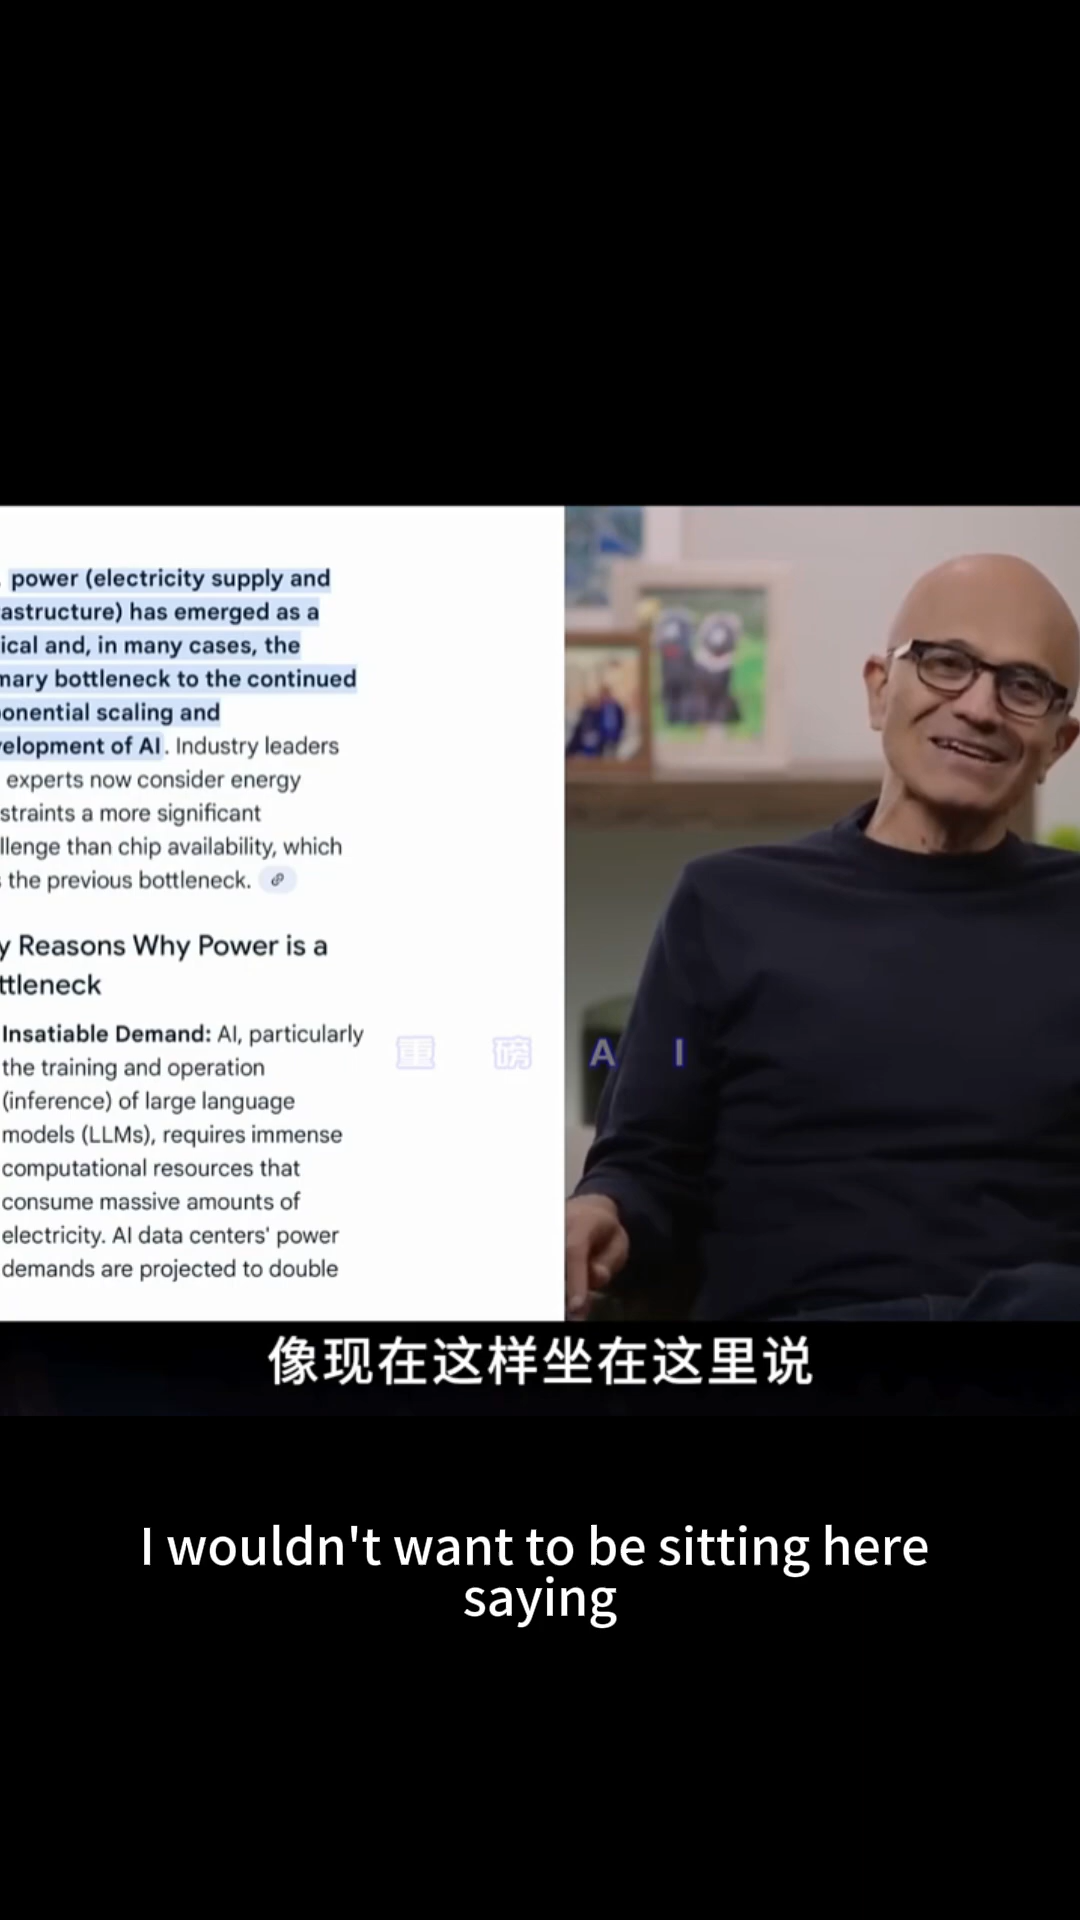 power (electricity supply and
astructure) has emerged as a
ical and, in many cases, the
mary bottleneck to the continued
onential scaling and
velopment of AI. Industry leaders
experts now consider energy
straints a more significant
llenge than chip availability, which
s the previous bottleneck.
y Reasons Why Power is a
ttleneck
Insatiable Demand: AI, particularly
the training and operation
(inference) of large language
models (LLMs), requires immense
computational resources that
consume massive amounts of
electricity. AI data centers' power
demands are projected to double
重磅AI
像现在这样坐在这里说
I wouldn't want to be sitting here
saying